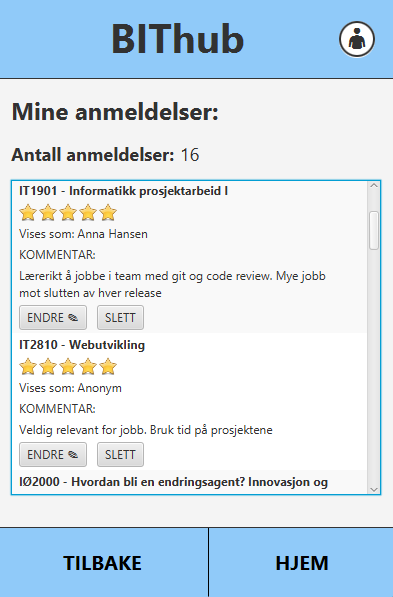 BIThub
Mine anmeldelser:
Antall anmeldelser: 16
IT1901 - Informatikk prosjektarbeid I
Vises som: Anna Hansen
KOMMENTAR:
Lærerikt å jobbe i team med git og code review. Mye jobb
mot slutten av hver release
ENDRE ✎ SLETT
IT2810 - Webutvikling
Vises som: Anonym
KOMMENTAR:
Veldig relevant for jobb. Bruk tid på prosjektene
ENDRE ✎ SLETT
IØ2000 - Hvordan bli en endringsagent? Innovasjon og
TILBAKE HJEM